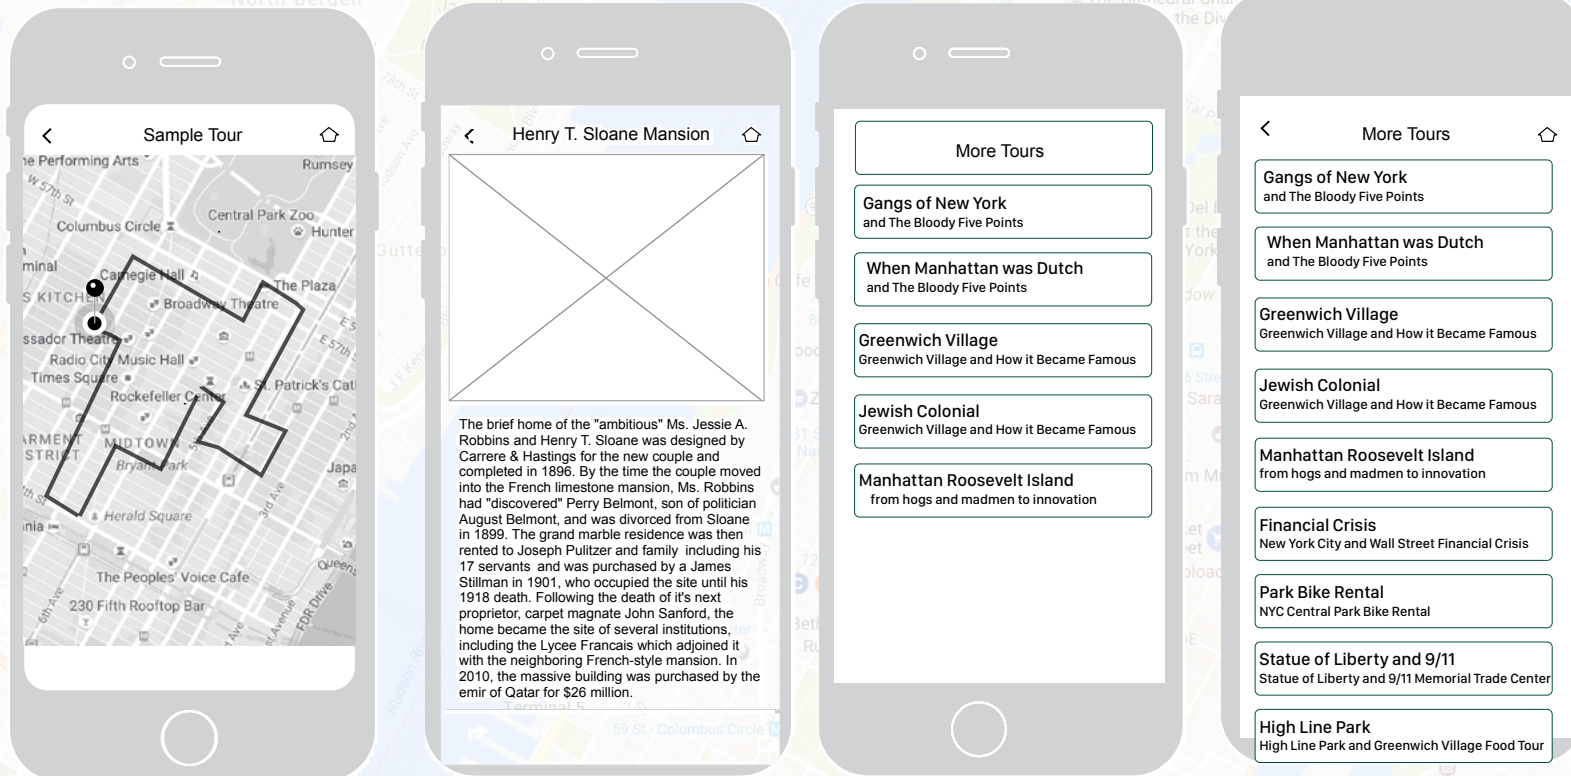 Sample Tour
he Performing Arts
Rumsey
W 57th St
Central Park Zoo
Columbus Circle
Hunter
minal
Carnegie Hall
The Plaza
S KITCHEN
Broadway Theatre
ssador Theatre
E 57th St
Radio City Music Hall
Times Square
St. Patrick's Cat
Rockefeller Center
2nd Ave
ARMENT
STRICT
MIDTOWN
Bryant Park
Japa
3rd Ave
Herald Square
nia
Queens
The Peoples' Voice Cafe
6th Ave
230 Fifth Rooftop Bar
FDR Drive
Henry T. Sloane Mansion
The brief home of the "ambitious" Ms. Jessie A.
Robbins and Henry T. Sloane was designed by
Carrere & Hastings for the new couple and
completed in 1896. By the time the couple moved
into the French limestone mansion, Ms. Robbins
had "discovered" Perry Belmont, son of politician
August Belmont, and was divorced from Sloane
in 1899. The grand marble residence was then
rented to Joseph Pulitzer and family including his
17 servants and was purchased by a James
Stillman in 1901, who occupied the site until his
1918 death. Following the death of it's next
proprietor, carpet magnate John Sanford, the
home became the site of several institutions,
including the Lycee Francais which adjoined it
with the neighboring French-style mansion. In
2010, the massive building was purchased by the
emir of Qatar for $26 million.
Terminal 5
59 St - Columbus Circle
More Tours
Gangs of New York
and The Bloody Five Points
When Manhattan was Dutch
and The Bloody Five Points
Greenwich Village
Greenwich Village and How it Became Famous
Jewish Colonial
Greenwich Village and How it Became Famous
Manhattan Roosevelt Island
from hogs and madmen to innovation
More Tours
Gangs of New York
and The Bloody Five Points
When Manhattan was Dutch
and The Bloody Five Points
Greenwich Village
Greenwich Village and How it Became Famous
Jewish Colonial
Greenwich Village and How it Became Famous
Manhattan Roosevelt Island
from hogs and madmen to innovation
Financial Crisis
New York City and Wall Street Financial Crisis
Park Bike Rental
NYC Central Park Bike Rental
Statue of Liberty and 9/11
Statue of Liberty and 9/11 Memorial Trade Center
High Line Park
High Line Park and Greenwich Village Food Tour